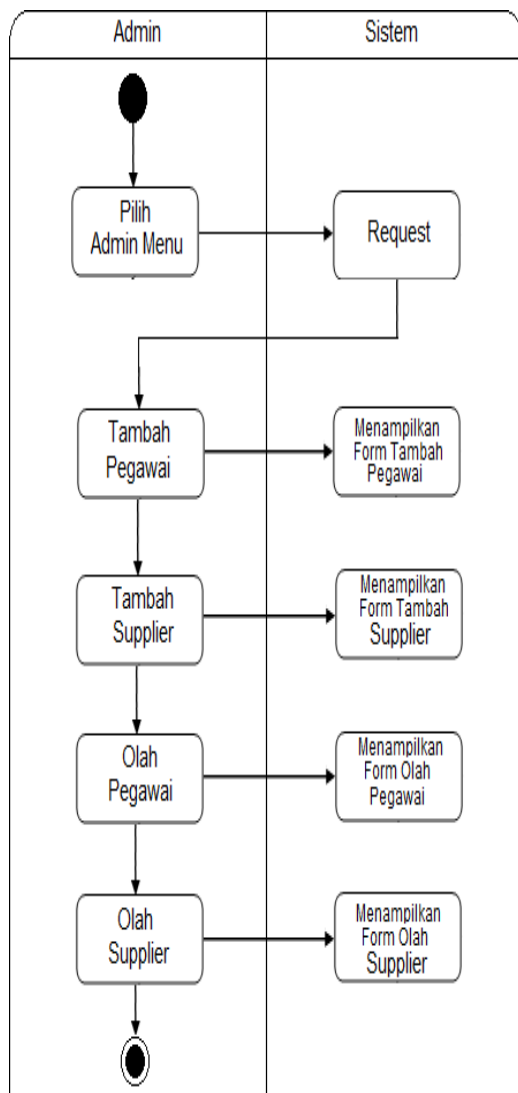 Admin
Sistem
Pilih
Admin Menu
Request
Tambah
Pegawai
Menampilkan
Form Tambah
Pegawai
Tambah
Supplier
Menampilkan
Form Tambah
Supplier
Olah
Pegawai
Menampilkan
Form Olah
Pegawai
Olah
Supplier
Menampilkan
Form Olah
Supplier